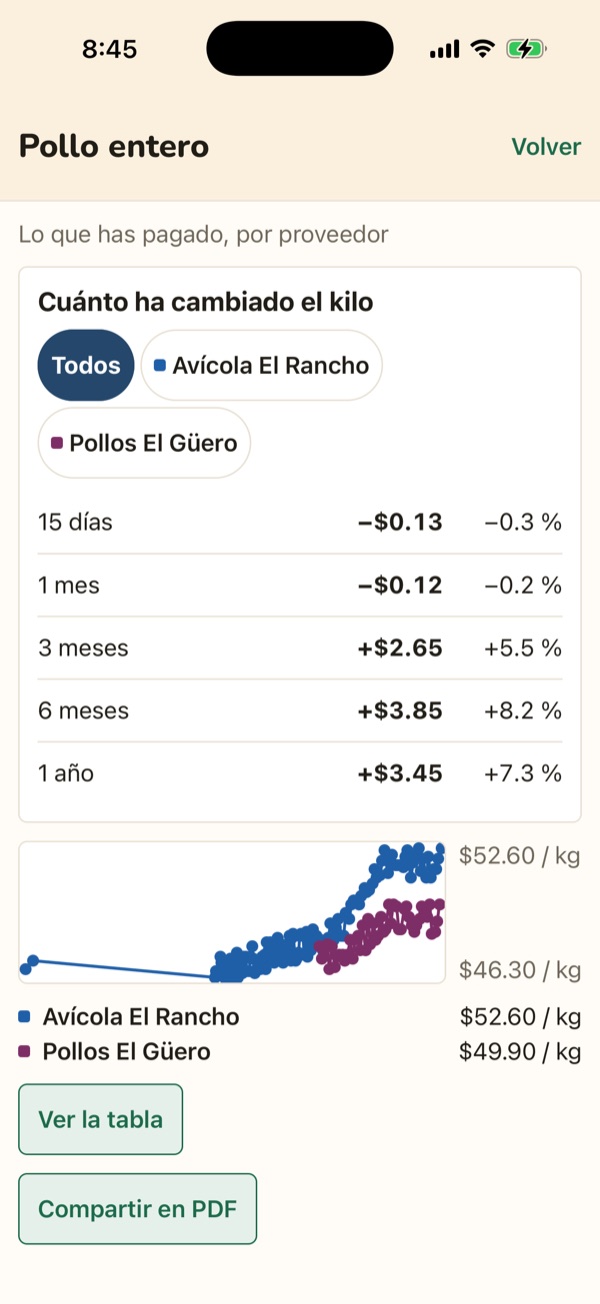 8:45
Pollo entero
Volver
Lo que has pagado, por proveedor
Cuánto ha cambiado el kilo
Todos
Avícola El Rancho
Pollos El Güero
15 días −$0.13 −0.3 %
1 mes −$0.12 −0.2 %
3 meses +$2.65 +5.5 %
6 meses +$3.85 +8.2 %
1 año +$3.45 +7.3 %
$52.60 / kg
$46.30 / kg
Avícola El Rancho $52.60 / kg
Pollos El Güero $49.90 / kg
Ver la tabla
Compartir en PDF